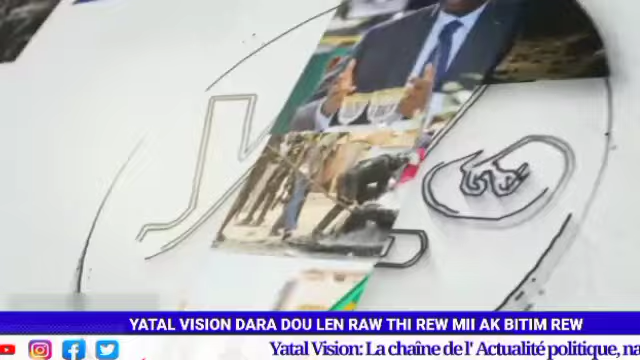 YATAL VISION DARA DOU LEN RAW THI REW MII AK BITIM REW
Yatal Vision: La chaîne de l' Actualité politique, na